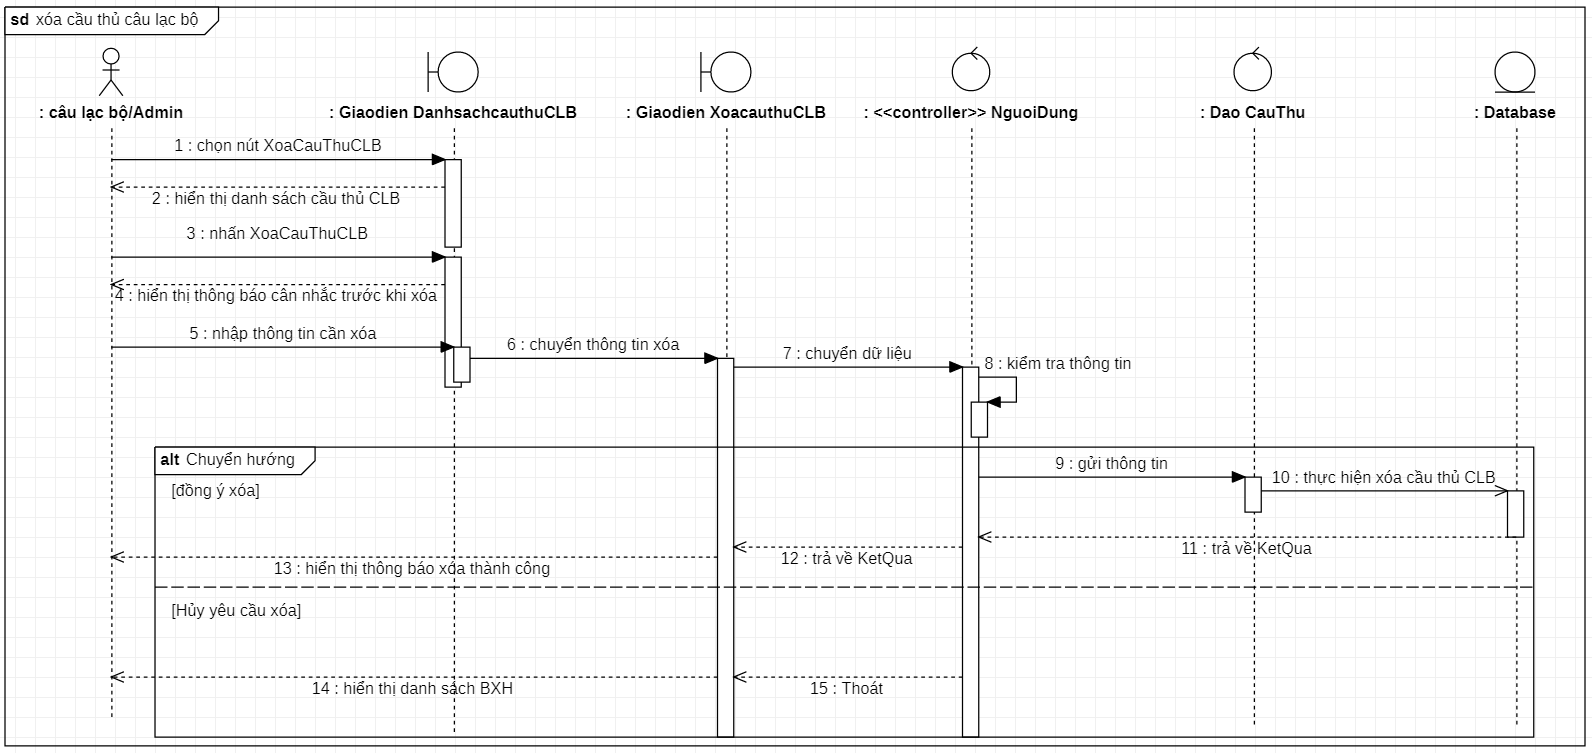 sd xóa cầu thủ câu lạc bộ
: câu lạc bộ/Admin
: Giaodien DanhsachcauthuCLB
: Giaodien XoacauthuCLB
: <<controller>> NguoiDung
: Dao CauThu
: Database
1 : chọn nút XoaCauThuCLB
2 : hiển thị danh sách cầu thủ CLB
3 : nhấn XoaCauThuCLB
4 : hiển thị thông báo cân nhắc trước khi xóa
5 : nhập thông tin cần xóa
6 : chuyển thông tin xóa
7 : chuyển dữ liệu
8 : kiểm tra thông tin
alt Chuyển hướng
[đồng ý xóa]
9 : gửi thông tin
10 : thực hiện xóa cầu thủ CLB
11 : trả về KetQua
12 : trả về KetQua
13 : hiển thị thông báo xóa thành công
[Hủy yêu cầu xóa]
14 : hiển thị danh sách BXH
15 : Thoát